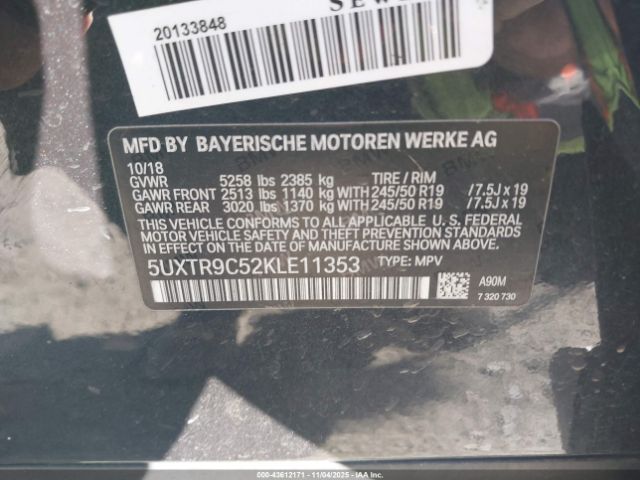 20133848
MFD BY BAYERISCHE MOTOREN WERKE AG
10/18
GVWR 5258 lbs 2385 kg TIRE / RIM
GAWR FRONT 2513 lbs 1140 kg WITH 245/50 R19 / 7.5J x 19
GAWR REAR 3020 lbs 1370 kg WITH 245/50 R19 / 7.5J x 19
THIS VEHICLE CONFORMS TO ALL APPLICABLE U. S. FEDERAL
MOTOR VEHICLE SAFETY AND THEFT PREVENTION STANDARDS
IN EFFECT ON THE DATE OF MANUFACTURE SHOWN
ABOVE.
5UXTR9C52KLE11353 TYPE: MPV
A90M
7 320 730
000-43612171 - 11/04/2025 - IAAI, Inc.